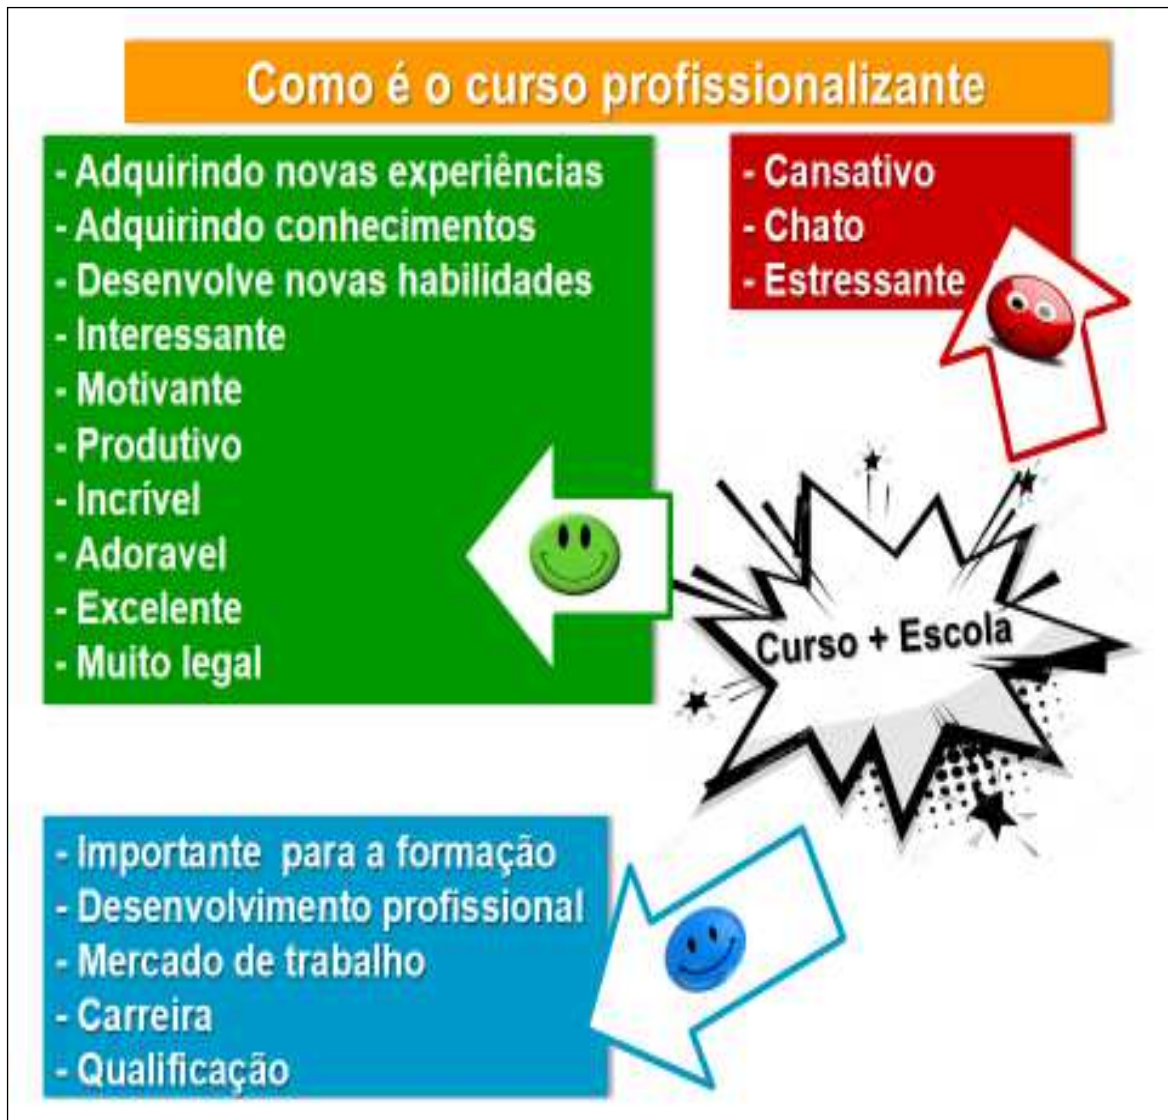 Como é o curso profissionalizante
- Adquirindo novas experiências
- Adquirindo conhecimentos
- Desenvolve novas habilidades
- Interessante
- Motivante
- Produtivo
- Incrível
- Adoravel
- Excelente
- Muito legal
- Cansativo
- Chato
- Estressante
Curso + Escola
- Importante para a formação
- Desenvolvimento profissional
- Mercado de trabalho
- Carreira
- Qualificação